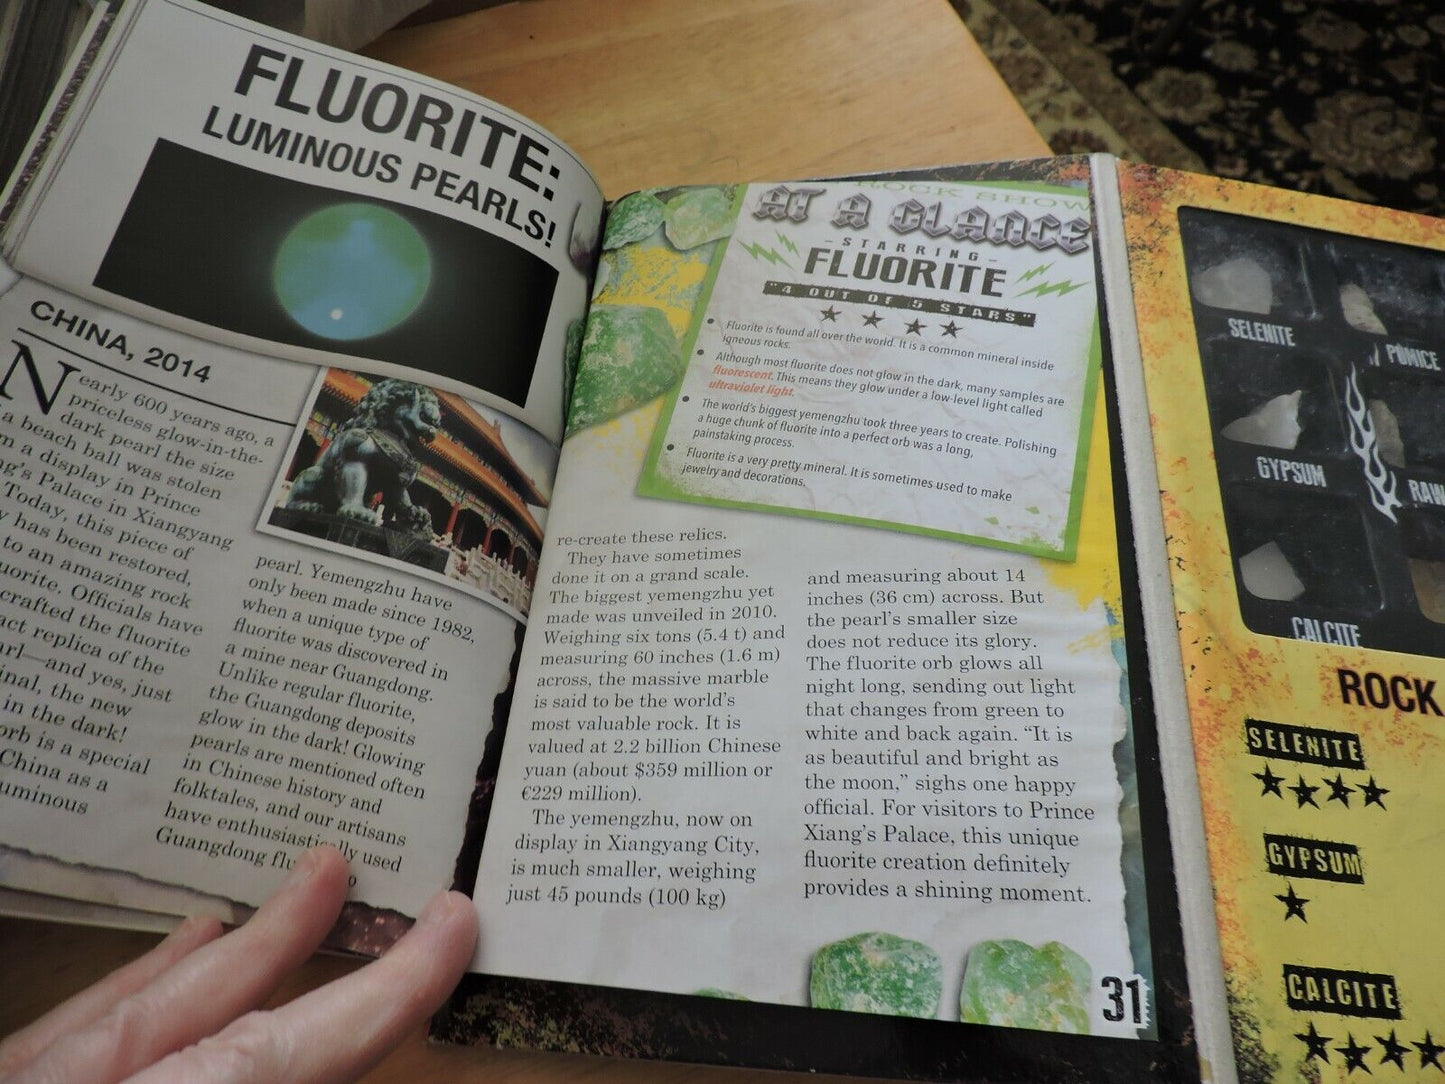 FLUORITE:
LUMINOUS PEARLS!
CHINA, 2014
Nearly 600 years ago, a
priceless glow-in-the-
dark pearl the size
a beach ball was stolen
a display in Prince
Palace in Xiangyang
Today, this piece of
has been restored,
to an amazing rock
Officials have
crafted the fluorite
replica of the
and yes, just
the new
in the dark!
orb is a special
China as a
pearl. Yemengzhu have
only been made since 1982,
when a unique type of
fluorite was discovered in
a mine near Guangdong.
Unlike regular fluorite,
the Guangdong deposits
glow in the dark! Glowing
pearls are mentioned often
in Chinese history and
folktales, and our artisans
have enthusiastically used
Guangdong
ROCK SHOW
AT A GLANCE
-STARRING-
FLUORITE
"4 OUT OF 5 STARS"
★ ★ ★ ★
• Fluorite is found all over the world. It is a common mineral inside
igneous rocks.
• Although most fluorite does not glow in the dark, many samples are
fluorescent. This means they glow under a low-level light called
ultraviolet light.
• The world's biggest yemengzhu took three years to create. Polishing
a huge chunk of fluorite into a perfect orb was a long,
painstaking process.
• Fluorite is a very pretty mineral. It is sometimes used to make
jewelry and decorations.
re-create these relics.
They have sometimes
done it on a grand scale.
The biggest yemengzhu yet
made was unveiled in 2010.
Weighing six tons (5.4 t) and
measuring 60 inches (1.6 m)
across, the massive marble
is said to be the world's
most valuable rock. It is
valued at 2.2 billion Chinese
yuan (about $359 million or
€229 million).
The yemengzhu, now on
display in Xiangyang City,
is much smaller, weighing
just 45 pounds (100 kg)
and measuring about 14
inches (36 cm) across. But
the pearl's smaller size
does not reduce its glory.
The fluorite orb glows all
night long, sending out light
that changes from green to
white and back again. "It is
as beautiful and bright as
the moon," sighs one happy
official. For visitors to Prince
Xiang's Palace, this unique
fluorite creation definitely
provides a shining moment.
31
SELENITE
PUMICE
GYPSUM
RAW
CALCITE
ROCK
SELENITE
★★★★
GYPSUM
★
CALCITE
★★★★